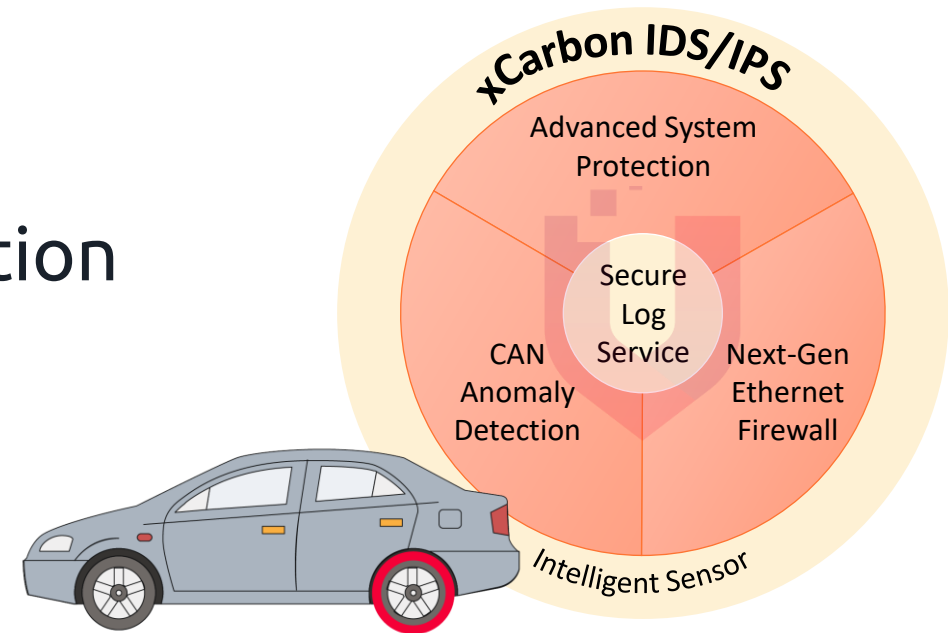 xCarbon IDS/IPS
Advanced System
Protection
tion
Secure
Log
Service
CAN
Anomaly
Detection
Next-Gen
Ethernet
Firewall
Intelligent Sensor